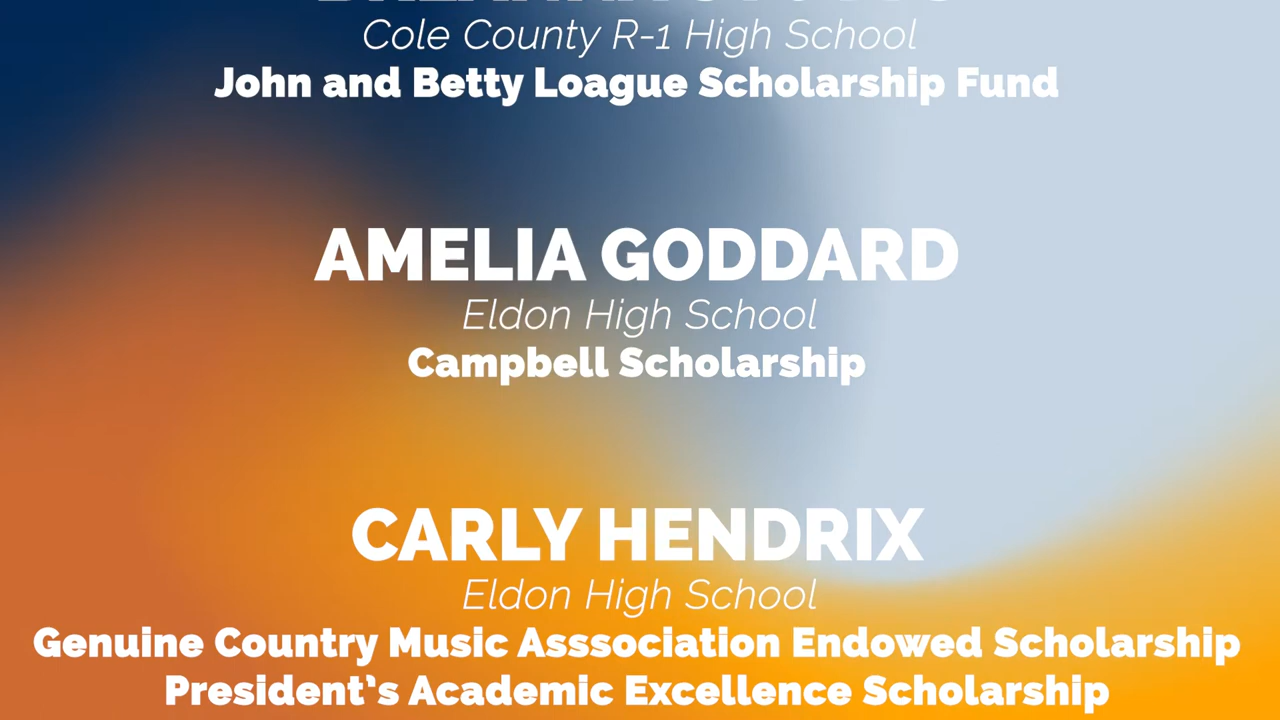 Cole County R-1 High School
John and Betty Loague Scholarship Fund
AMELIA GODDARD
Eldon High School
Campbell Scholarship
CARLY HENDRIX
Eldon High School
Genuine Country Music Asssociation Endowed Scholarship
President's Academic Excellence Scholarship